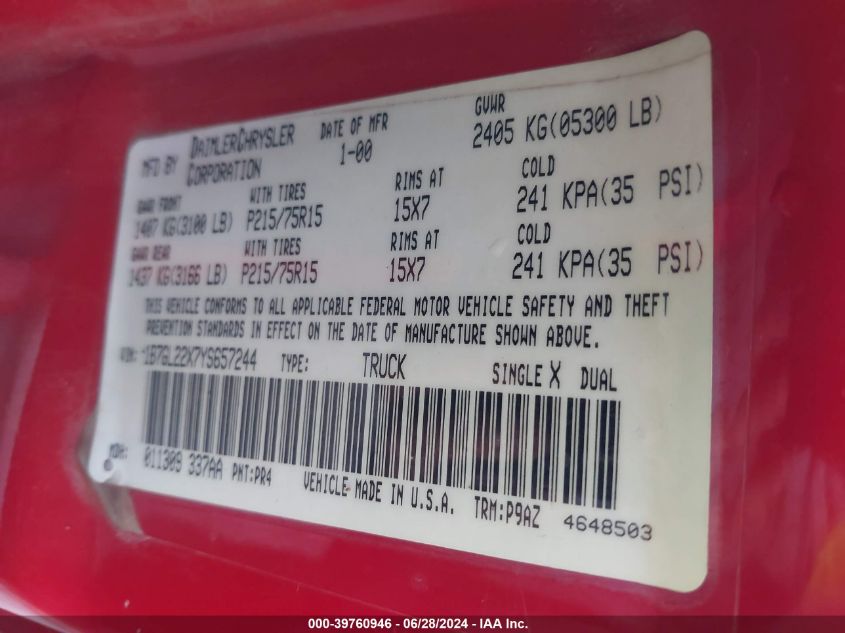 MFD BY DAIMLERCHRYSLER CORPORATION DATE OF MFR 1-00 GVWR 2405 KG(05300 LB)
GAWR FRONT WITH TIRES RIMS AT COLD
1407 KG(3100 LB) P215/75R15 15X7 241 KPA(35 PSI)
GAWR REAR WITH TIRES RIMS AT COLD
1437 KG(3166 LB) P215/75R15 15X7 241 KPA(35 PSI)
THIS VEHICLE CONFORMS TO ALL APPLICABLE FEDERAL MOTOR VEHICLE SAFETY AND THEFT
PREVENTION STANDARDS IN EFFECT ON THE DATE OF MANUFACTURE SHOWN ABOVE.
VIN: 1B7GL22X7YS657244 TYPE: TRUCK SINGLE X DUAL
MDH: 011309 337AA PNT:PR4 VEHICLE MADE IN U.S.A. TRM:P9AZ 4648503
000-39760946 / 06/28/2024 - IAA Inc.